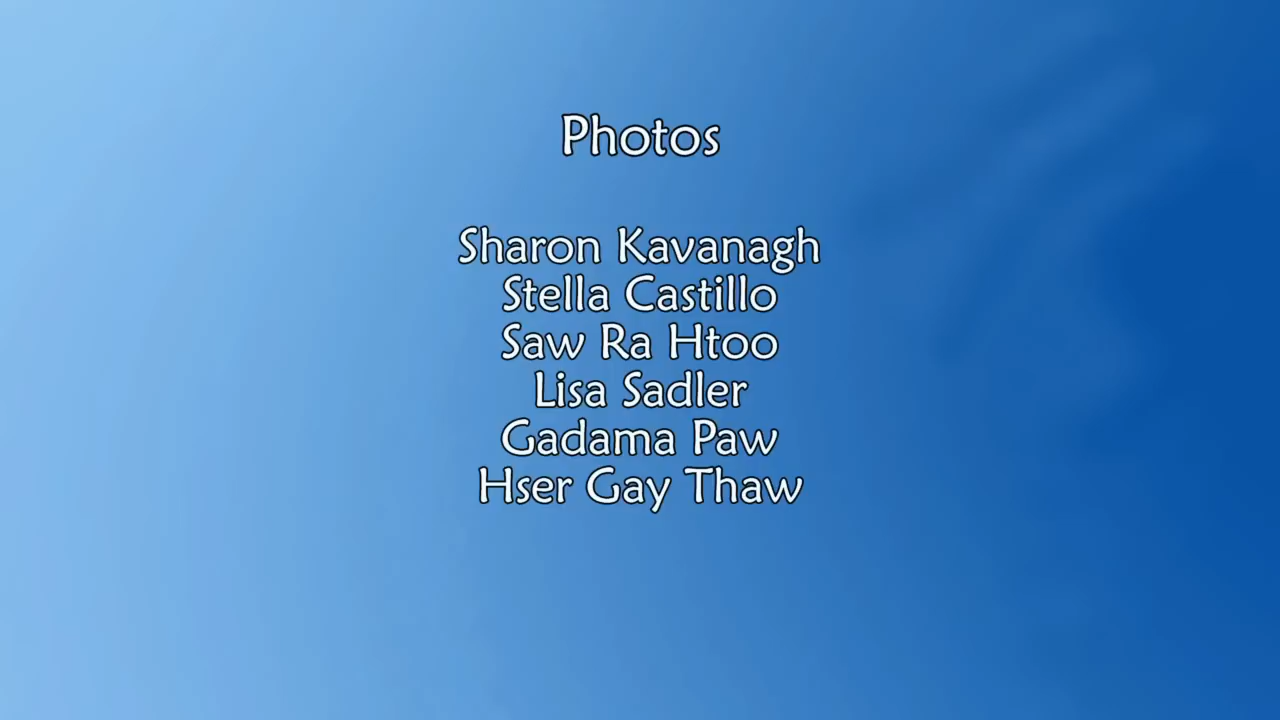 Photos
Sharon Kavanagh
Stella Castillo
Saw Ra Htoo
Lisa Sadler
Gadama Paw
Hser Gay Thaw